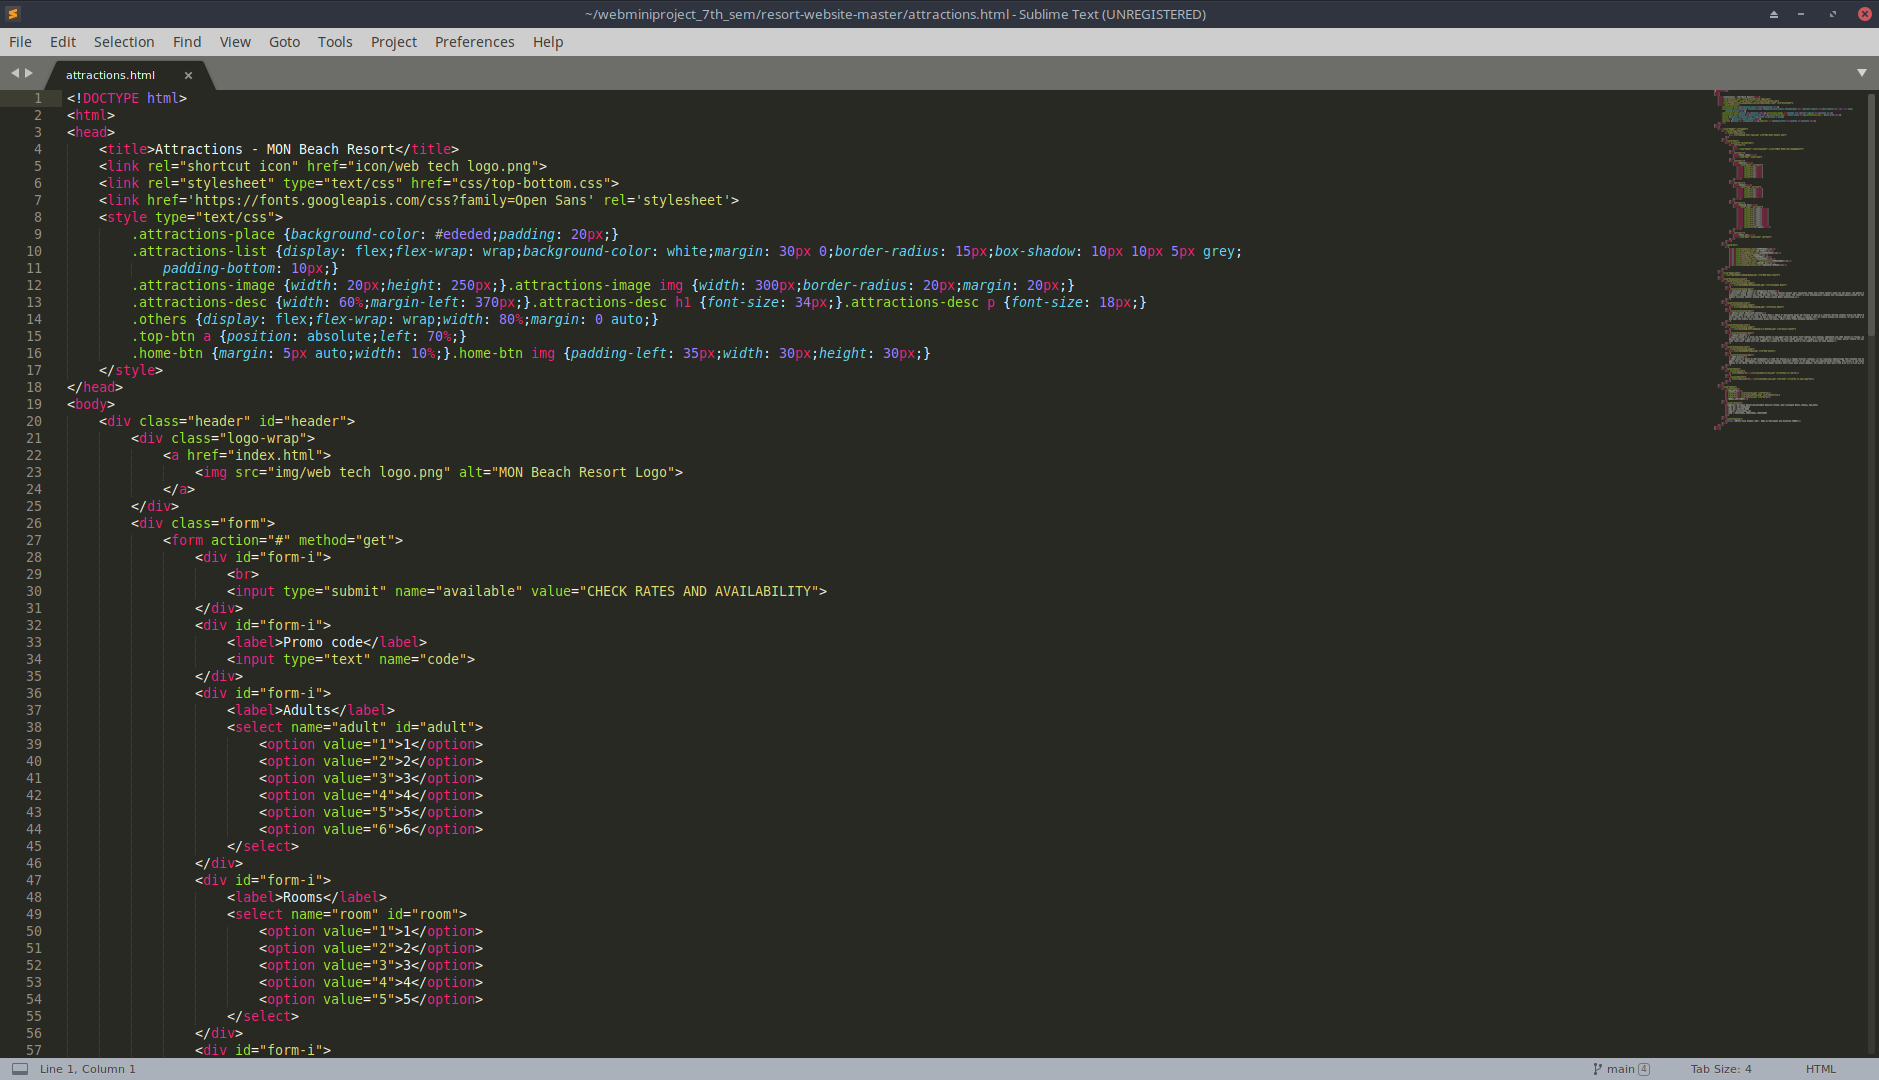 ~/webminiproject_7th_sem/resort-website-master/attractions.html - Sublime Text (UNREGISTERED)
File Edit Selection Find View Goto Tools Project Preferences Help
attractions.html
1 <!DOCTYPE html>
2 <html>
3 <head>
4 <title>Attractions - MON Beach Resort</title>
5 <link rel="shortcut icon" href="icon/web tech logo.png">
6 <link rel="stylesheet" type="text/css" href="css/top-bottom.css">
7 <link href='https://fonts.googleapis.com/css?family=Open Sans' rel='stylesheet'>
8 <style type="text/css">
9 .attractions-place {background-color: #ededed;padding: 20px;}
10 .attractions-list {display: flex;flex-wrap: wrap;background-color: white;margin: 30px 0;border-radius: 15px;box-shadow: 10px 10px 5px grey;
11 padding-bottom: 10px;}
12 .attractions-image {width: 20px;height: 250px;}.attractions-image img {width: 300px;border-radius: 20px;margin: 20px;}
13 .attractions-desc {width: 60%;margin-left: 370px;}.attractions-desc h1 {font-size: 34px;}.attractions-desc p {font-size: 18px;}
14 .others {display: flex;flex-wrap: wrap;width: 80%;margin: 0 auto;}
15 .top-btn a {position: absolute;left: 70%;}
16 .home-btn {margin: 5px auto;width: 10%;}.home-btn img {padding-left: 35px;width: 30px;height: 30px;}
17 </style>
18 </head>
19 <body>
20 <div class="header" id="header">
21 <div class="logo-wrap">
22 <a href="index.html">
23 <img src="img/web tech logo.png" alt="MON Beach Resort Logo">
24 </a>
25 </div>
26 <div class="form">
27 <form action="#" method="get">
28 <div id="form-i">
29 <br>
30 <input type="submit" name="available" value="CHECK RATES AND AVAILABILITY">
31 </div>
32 <div id="form-i">
33 <label>Promo code</label>
34 <input type="text" name="code">
35 </div>
36 <div id="form-i">
37 <label>Adults</label>
38 <select name="adult" id="adult">
39 <option value="1">1</option>
40 <option value="2">2</option>
41 <option value="3">3</option>
42 <option value="4">4</option>
43 <option value="5">5</option>
44 <option value="6">6</option>
45 </select>
46 </div>
47 <div id="form-i">
48 <label>Rooms</label>
49 <select name="room" id="room">
50 <option value="1">1</option>
51 <option value="2">2</option>
52 <option value="3">3</option>
53 <option value="4">4</option>
54 <option value="5">5</option>
55 </select>
56 </div>
57 <div id="form-i">
Line 1, Column 1 main 4 Tab Size: 4 HTML